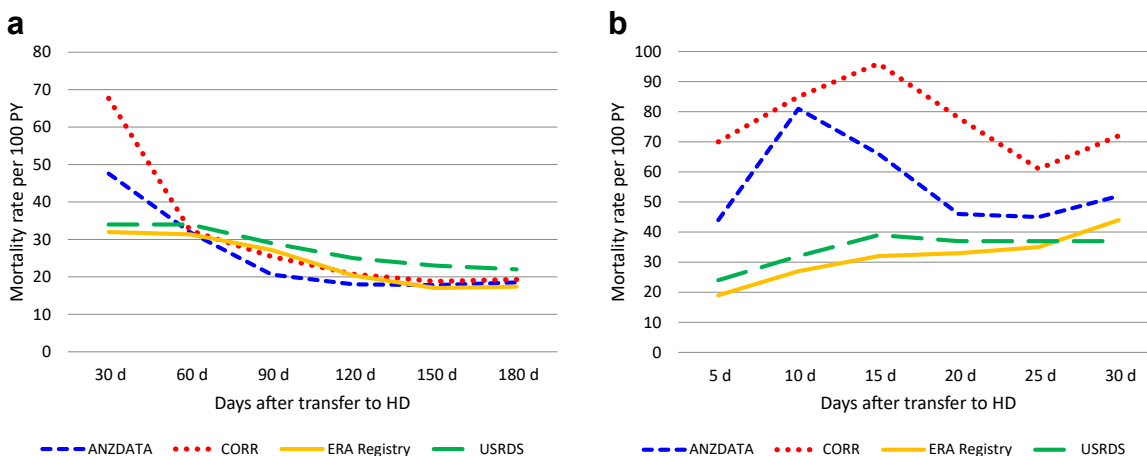 a
80
70
60
50
40
30
20
10
0
Mortality rate per 100 PY
30 d 60 d 90 d 120 d 150 d 180 d
Days after transfer to HD
ANZDATA CORR ERA Registry USRDS
b
100
90
80
70
60
50
40
30
20
10
0
Mortality rate per 100 PY
5 d 10 d 15 d 20 d 25 d 30 d
Days after transfer to HD
ANZDATA CORR ERA Registry USRDS